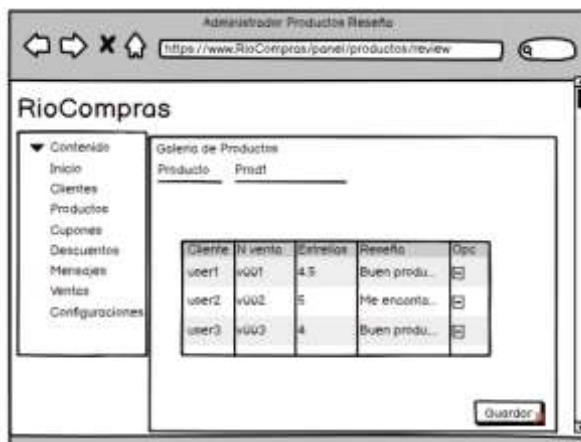 Administrador Productos Reseña
https://www.RioCompras/panel/productos/review
RioCompras
Contenido
Inicio
Clientes
Productos
Cupones
Descuentos
Mensajes
Ventas
Configuraciones
Galeria de Productos
Producto Prod1
Cliente N venta Estrellas Reseña Opc
user1 v001 4.5 Buen produ...
user2 v002 5 Me encanta...
user3 v003 4 Buen produ...
Guardar